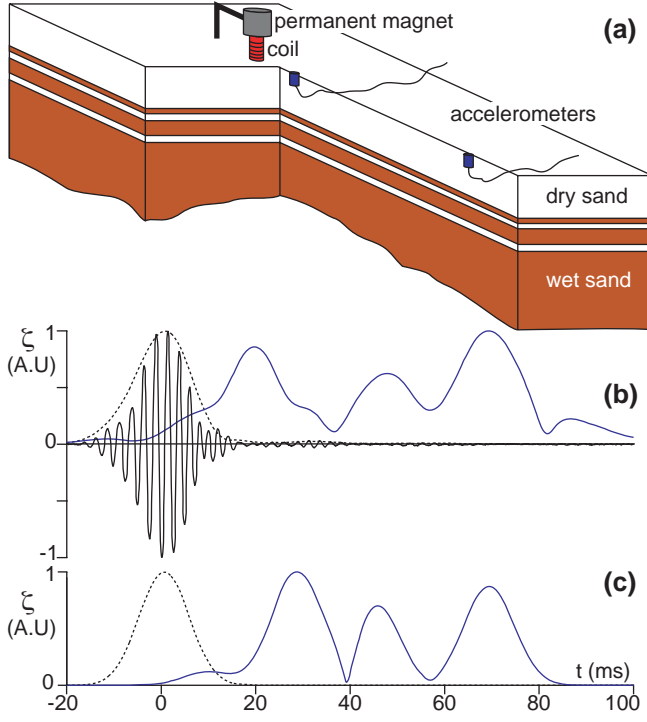 (a)
permanent magnet
coil
accelerometers
dry sand
wet sand
(b)
ζ
(A.U)
1
0
-1
(c)
ζ
(A.U)
1
0
t (ms)
-20 0 20 40 60 80 100